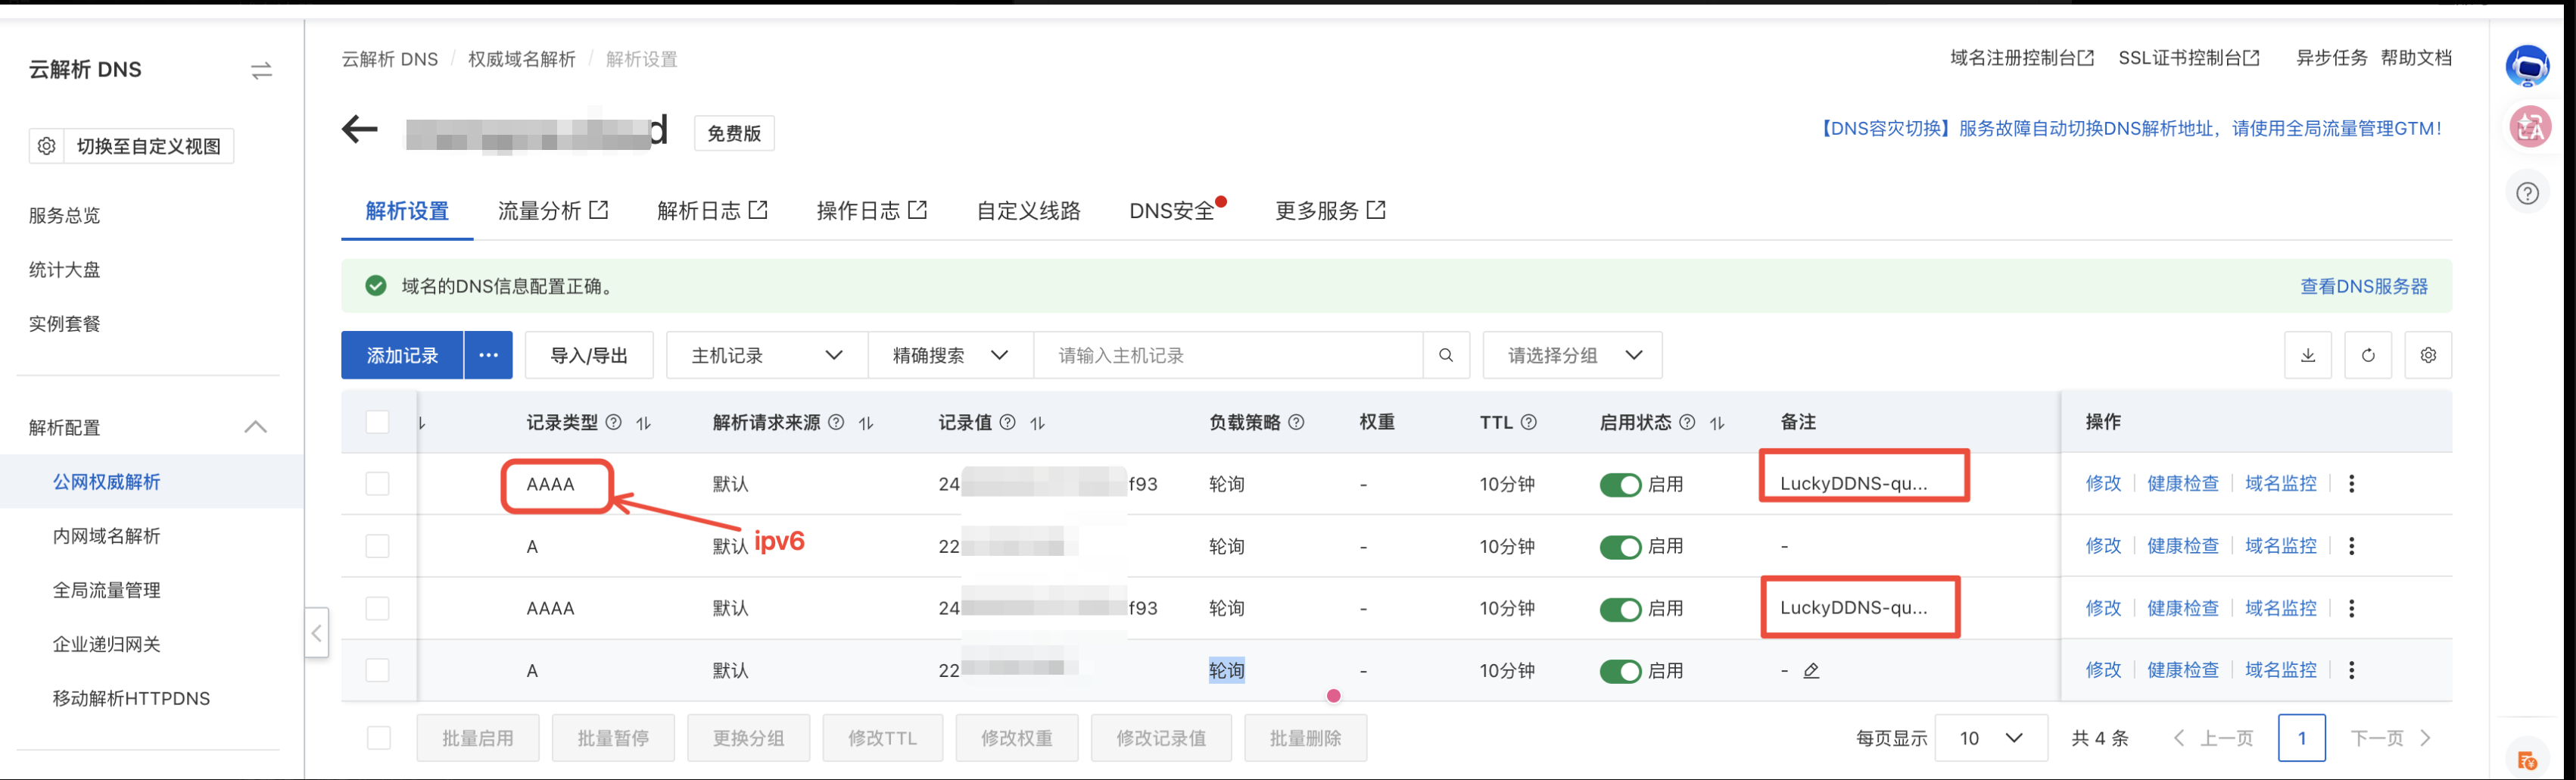 云解析 DNS
切换至自定义视图
服务总览
统计大盘
实例套餐
解析配置
公网权威解析
内网域名解析
全局流量管理
企业递归网关
移动解析HTTPDNS
云解析 DNS / 权威域名解析 / 解析设置
域名注册控制台 SSL证书控制台 异步任务 帮助文档
d 免费版
【DNS容灾切换】服务故障自动切换DNS解析地址，请使用全局流量管理GTM！
解析设置 流量分析 解析日志 操作日志 自定义线路 DNS安全 更多服务
域名的DNS信息配置正确。 查看DNS服务器
添加记录 ··· 导入/导出 主机记录 精确搜索 请输入主机记录 请选择分组
记录类型 解析请求来源 记录值 负载策略 权重 TTL 启用状态 备注 操作
AAAA 默认 24 f93 轮询 - 10分钟 启用 LuckyDDNS-qu... 修改 健康检查 域名监控
ipv6
A 默认 22 轮询 - 10分钟 启用 - 修改 健康检查 域名监控
AAAA 默认 24 f93 轮询 - 10分钟 启用 LuckyDDNS-qu... 修改 健康检查 域名监控
A 默认 22 轮询 - 10分钟 启用 - 修改 健康检查 域名监控
批量启用 批量暂停 更换分组 修改TTL 修改权重 修改记录值 批量删除 每页显示 10 共 4 条 上一页 1 下一页